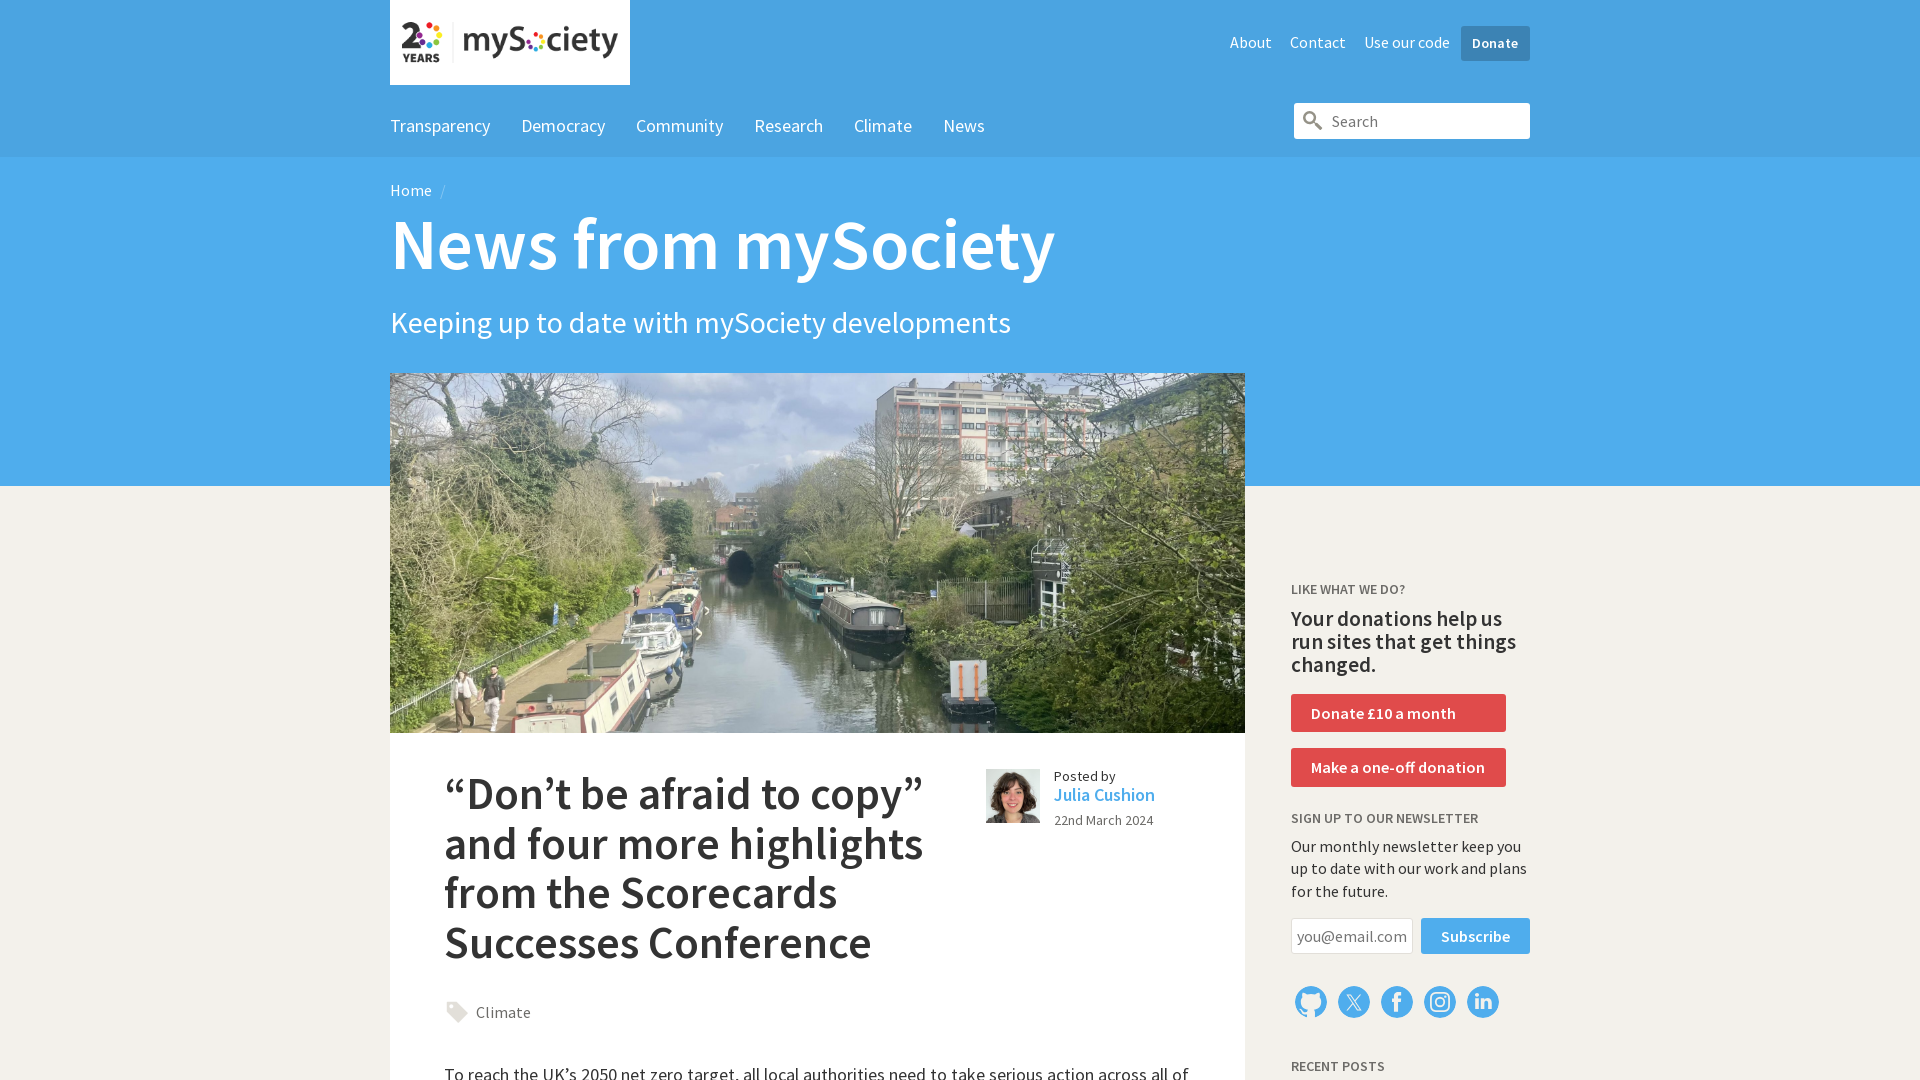 20
YEARS
mySociety
About
Contact
Use our code
Donate
Transparency
Democracy
Community
Research
Climate
News
Search
Home /
News from mySociety
Keeping up to date with mySociety developments
“Don’t be afraid to copy”
and four more highlights
from the Scorecards
Successes Conference
Posted by
Julia Cushion
22nd March 2024
Climate
To reach the UK’s 2050 net zero target, all local authorities need to take serious action across all of
LIKE WHAT WE DO?
Your donations help us
run sites that get things
changed.
Donate £10 a month
Make a one-off donation
SIGN UP TO OUR NEWSLETTER
Our monthly newsletter keep you
up to date with our work and plans
for the future.
you@email.com
Subscribe
RECENT POSTS